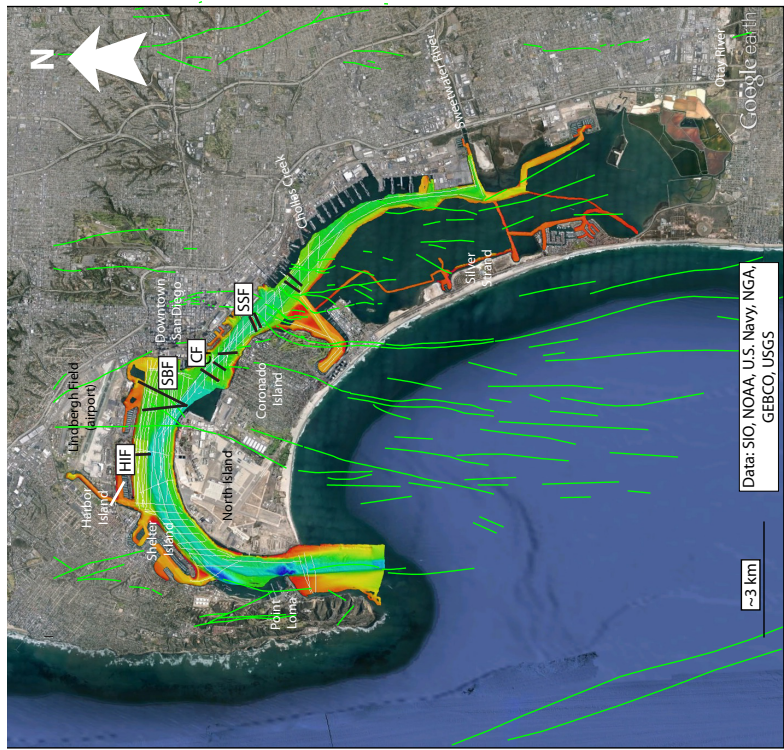 N
Lindbergh Field
(airport)
Downtown
San Diego
Harbor
Island
HIF
SBF
CF
SSF
Shelter
Island
North Island
Coronado
Island
Chollas Creek
Sweetwater River
Otay River
Silver
Strand
Point
Loma
~3 km
Data: SIO, NOAA, U.S. Navy, NGA,
GEBCO, USGS
Google earth